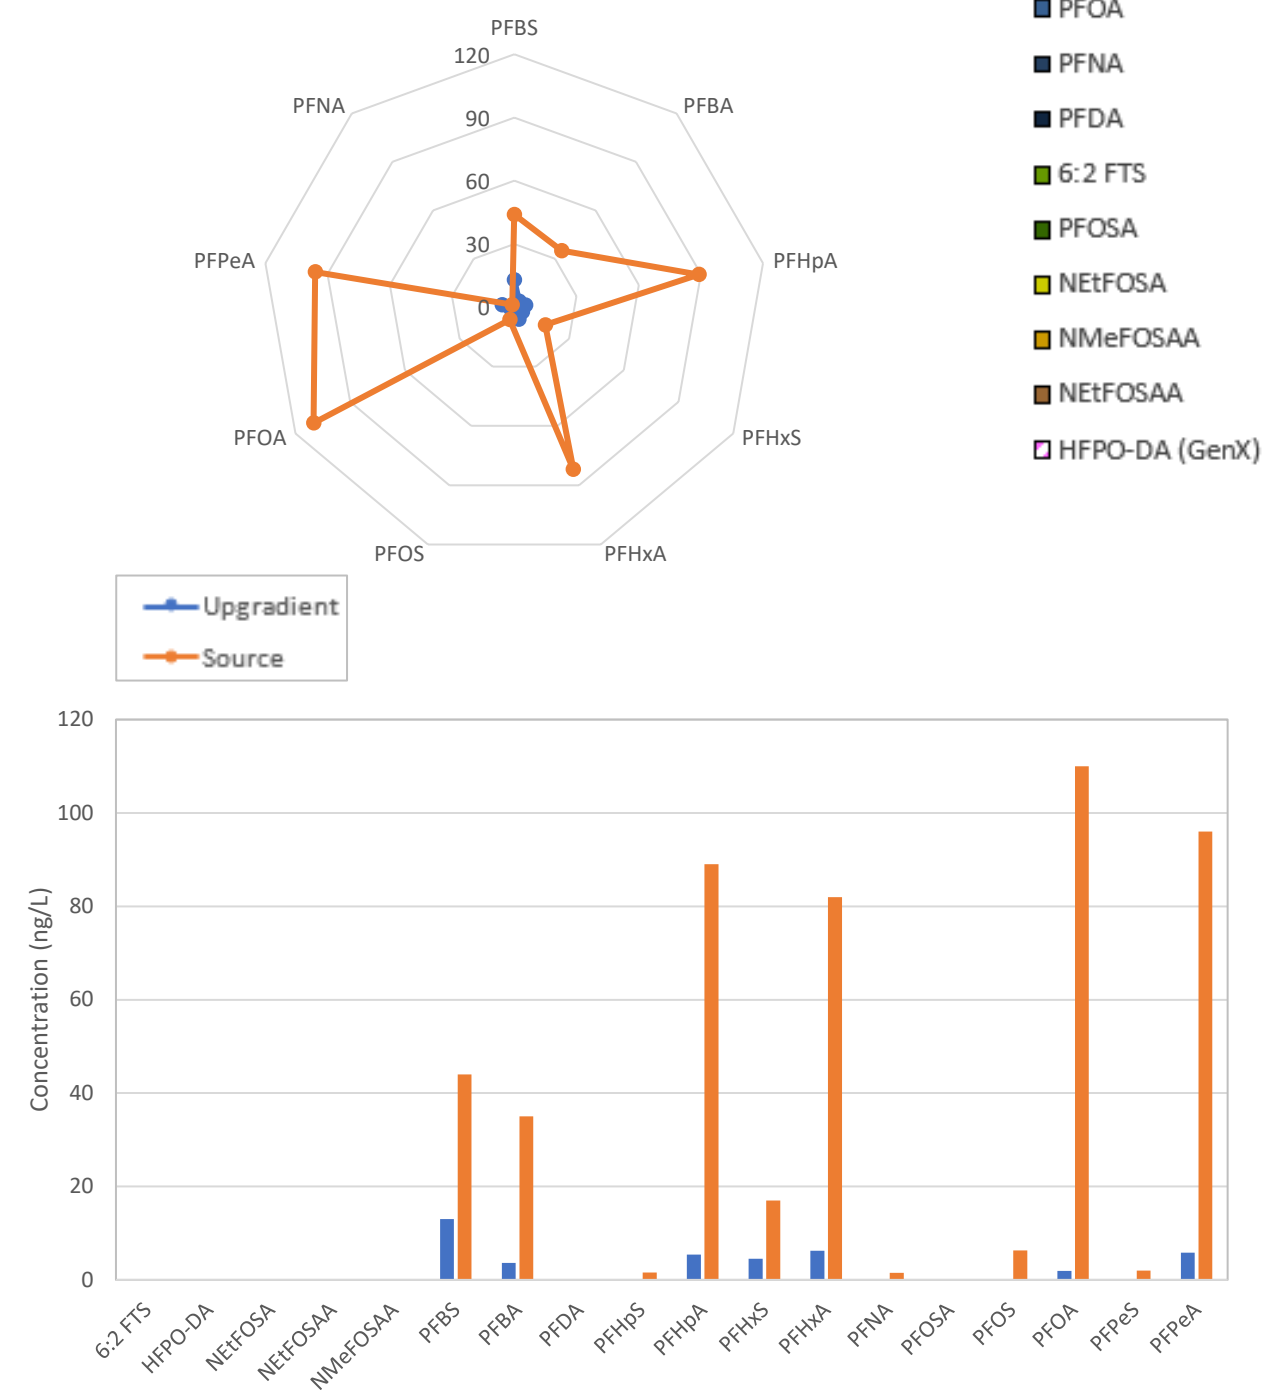 PFBS
120
90
60
30
0
PFNA
PFBA
PFPeA
PFHpA
PFOA
PFHxS
PFOS
PFHxA
PFOA
PFNA
PFDA
6:2 FTS
PFOSA
NEtFOSA
NMeFOSAA
NEtFOSAA
HFPO-DA (GenX)
Upgradient
Source
Concentration (ng/L)
120
100
80
60
40
20
0
6:2 FTS
HFPO-DA
NEtFOSA
NEtFOSAA
NMeFOSAA
PFBS
PFBA
PFDA
PFHpS
PFHpA
PFHxS
PFHxA
PFNA
PFOSA
PFOS
PFOA
PFPeS
PFPeA